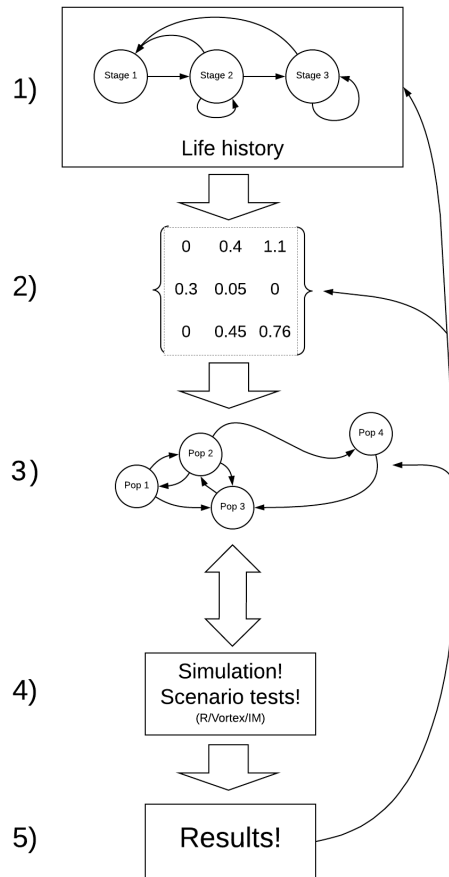 1)
Stage 1 Stage 2 Stage 3
Life history
2)
0 0.4 1.1
0.3 0.05 0
0 0.45 0.76
3)
Pop 4
Pop 2
Pop 1
Pop 3
4)
Simulation!
Scenario tests!
(R/Vortex/IM)
5)
Results!